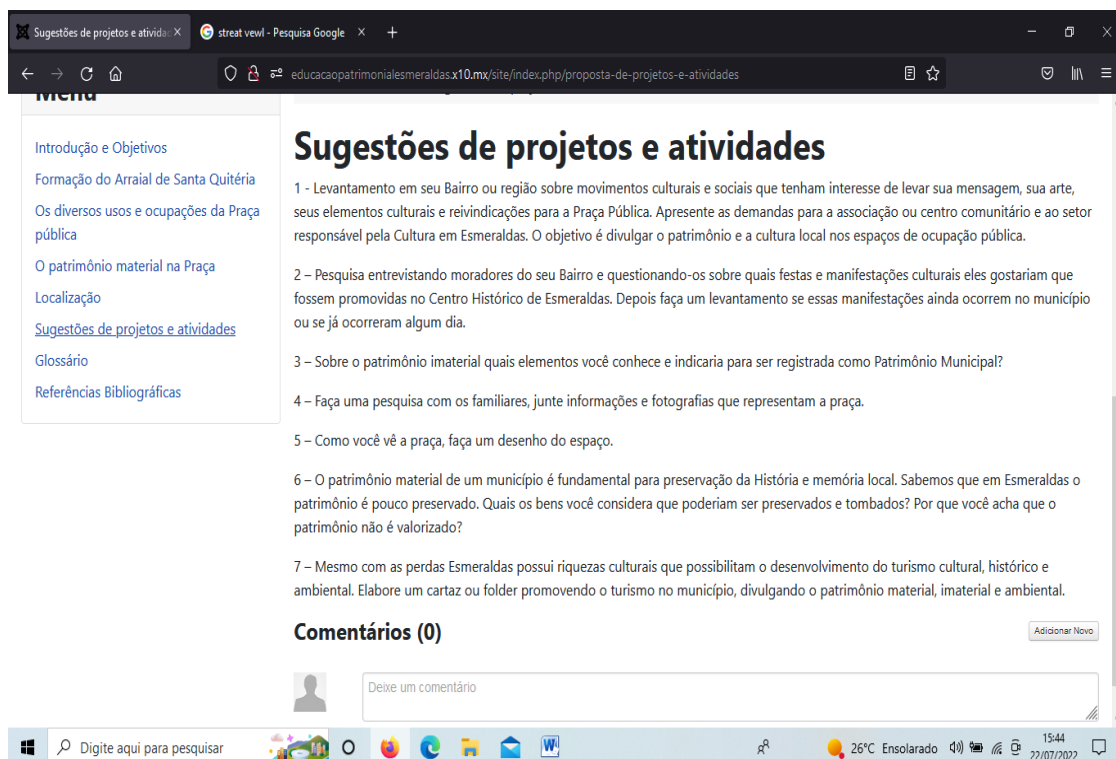 Sugestões de projetos e ativida
streat vewl - Pesquisa Google
educacaopatrimonialesmeraldas.x10.mx/site/index.php/proposta-de-projetos-e-atividades
Menu
Introdução e Objetivos
Formação do Arraial de Santa Quitéria
Os diversos usos e ocupações da Praça
pública
O patrimônio material na Praça
Localização
Sugestões de projetos e atividades
Glossário
Referências Bibliográficas
Sugestões de projetos e atividades
1 - Levantamento em seu Bairro ou região sobre movimentos culturais e sociais que tenham interesse de levar sua mensagem, sua arte,
seus elementos culturais e reivindicações para a Praça Pública. Apresente as demandas para a associação ou centro comunitário e ao setor
responsável pela Cultura em Esmeraldas. O objetivo é divulgar o patrimônio e a cultura local nos espaços de ocupação pública.
2 – Pesquisa entrevistando moradores do seu Bairro e questionando-os sobre quais festas e manifestações culturais eles gostariam que
fossem promovidas no Centro Histórico de Esmeraldas. Depois faça um levantamento se essas manifestações ainda ocorrem no município
ou se já ocorreram algum dia.
3 – Sobre o patrimônio imaterial quais elementos você conhece e indicaria para ser registrada como Patrimônio Municipal?
4 – Faça uma pesquisa com os familiares, junte informações e fotografias que representam a praça.
5 – Como você vê a praça, faça um desenho do espaço.
6 – O patrimônio material de um município é fundamental para preservação da História e memória local. Sabemos que em Esmeraldas o
patrimônio é pouco preservado. Quais os bens você considera que poderiam ser preservados e tombados? Por que você acha que o
patrimônio não é valorizado?
7 – Mesmo com as perdas Esmeraldas possui riquezas culturais que possibilitam o desenvolvimento do turismo cultural, histórico e
ambiental. Elabore um cartaz ou folder promovendo o turismo no município, divulgando o patrimônio material, imaterial e ambiental.
Comentários (0)
Adicionar Novo
Deixe um comentário
Digite aqui para pesquisar
26°C Ensolarado
15:44
22/07/2022